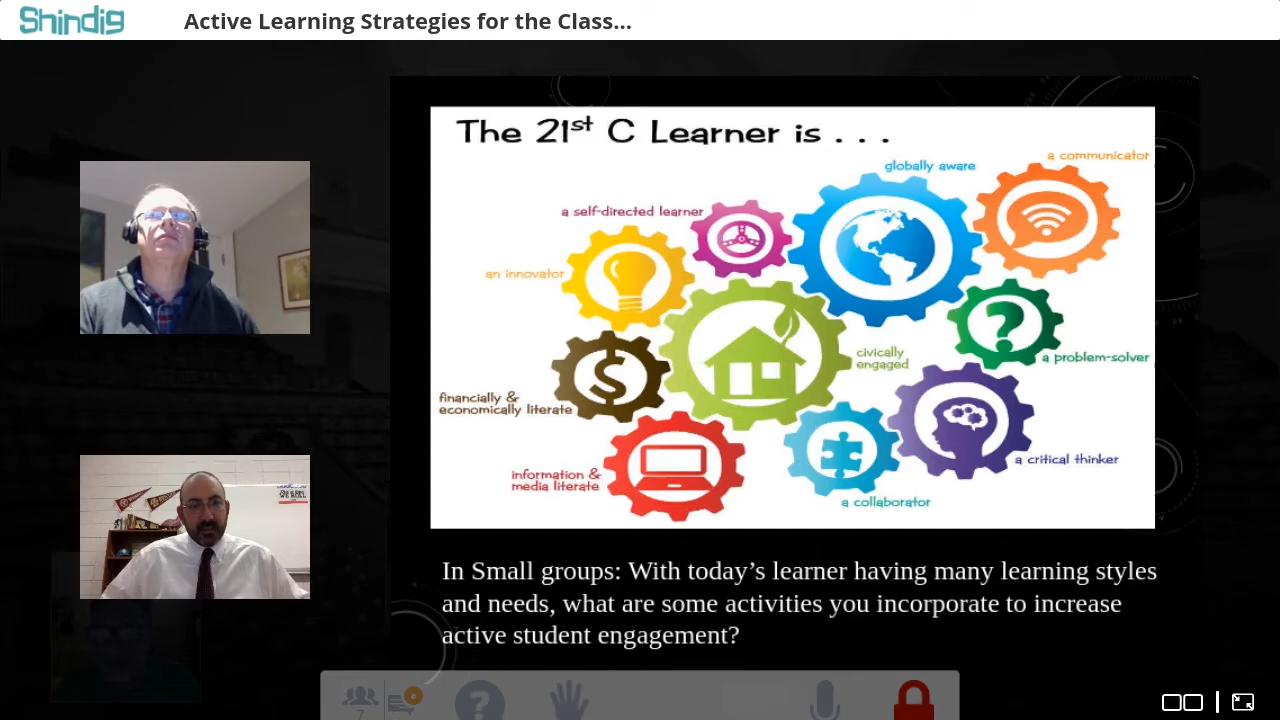 Shindig
Active Learning Strategies for the Class...
The 21st C Learner is . . .
a communicator
globally aware
a self-directed learner
an innovator
civically
engaged
a problem-solver
financially &
economically literate
a critical thinker
information &
media literate
a collaborator
In Small groups: With today’s learner having many learning styles
and needs, what are some activities you incorporate to increase
active student engagement?
7